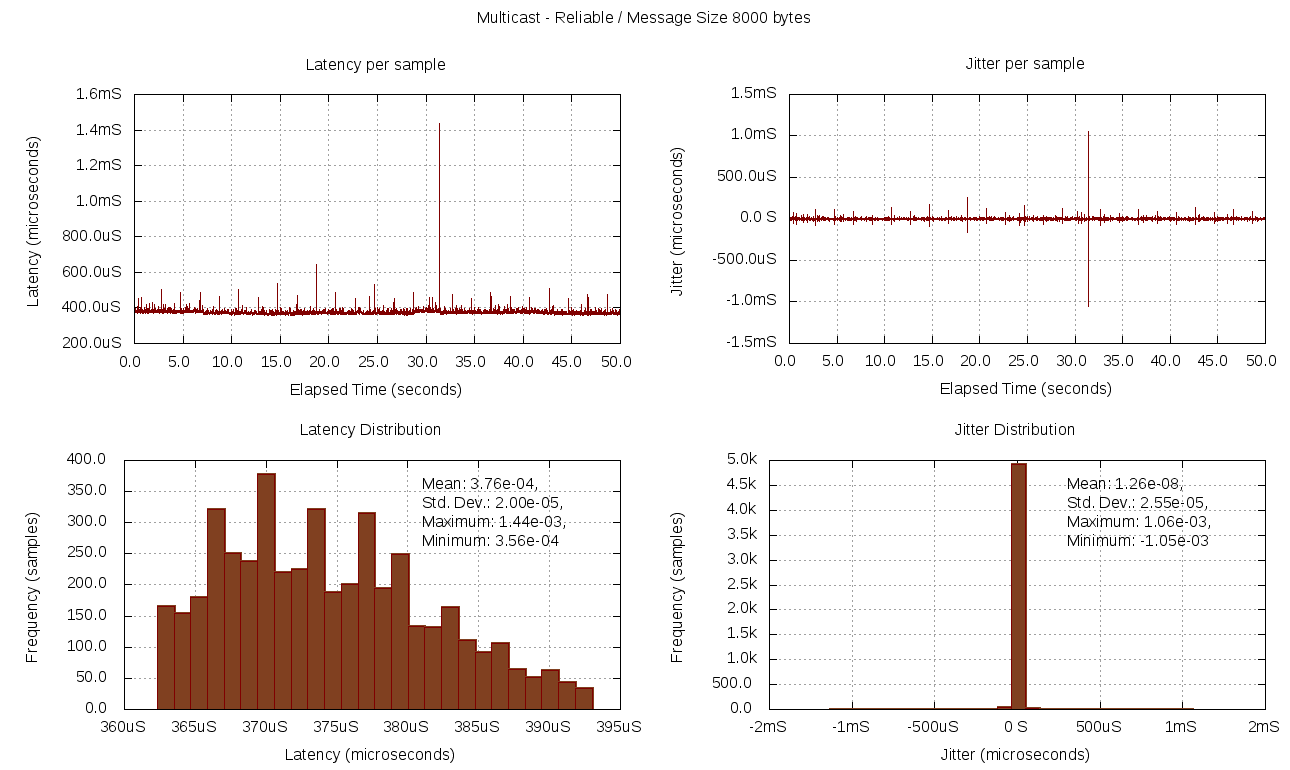 Multicast - Reliable / Message Size 8000 bytes
Latency per sample
1.6mS
1.4mS
1.2mS
1.0mS
800.0uS
600.0uS
400.0uS
200.0uS
Latency (microseconds)
0.0 5.0 10.0 15.0 20.0 25.0 30.0 35.0 40.0 45.0 50.0
Elapsed Time (seconds)
Jitter per sample
1.5mS
1.0mS
500.0uS
0.0 S
-500.0uS
-1.0mS
-1.5mS
Jitter (microseconds)
0.0 5.0 10.0 15.0 20.0 25.0 30.0 35.0 40.0 45.0 50.0
Elapsed Time (seconds)
Latency Distribution
400.0
350.0
300.0
250.0
200.0
150.0
100.0
50.0
0.0
Frequency (samples)
Mean: 3.76e-04,
Std. Dev.: 2.00e-05,
Maximum: 1.44e-03,
Minimum: 3.56e-04
360uS 365uS 370uS 375uS 380uS 385uS 390uS 395uS
Latency (microseconds)
Jitter Distribution
5.0k
4.5k
4.0k
3.5k
3.0k
2.5k
2.0k
1.5k
1.0k
500.0
0.0
Frequency (samples)
Mean: 1.26e-08,
Std. Dev.: 2.55e-05,
Maximum: 1.06e-03,
Minimum: -1.05e-03
-2mS -1mS -500uS 0 S 500uS 1mS 2mS
Jitter (microseconds)